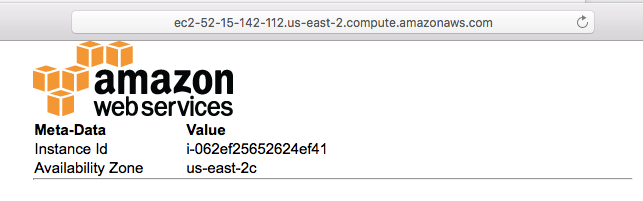 ec2-52-15-142-112.us-east-2.compute.amazonaws.com
amazon
web services
Meta-Data Value
Instance Id i-062ef25652624ef41
Availability Zone us-east-2c